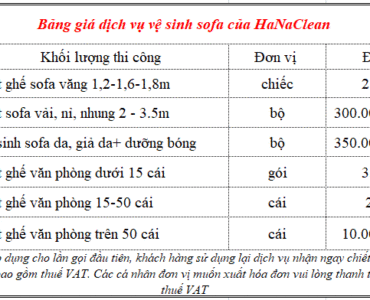 Bảng giá dịch vụ vệ sinh sofa của HaNaClean
Khối lượng thi công Đơn vị
ghế sofa văng 1,2-1,6-1,8m chiếc 2
sofa vải, nỉ, nhung 2 - 3.5m bộ 300.00
sinh sofa da, giả da+ dưỡng bóng bộ 350.00
ghế văn phòng dưới 15 cái gói 3
ghế văn phòng 15-50 cái cái 2
ghế văn phòng trên 50 cái cái 10.00
dụng cho lần gọi đầu tiên, khách hàng sử dụng lại dịch vụ nhận ngay chiết
bao gồm thuế VAT. Các cá nhân đơn vị muốn xuất hóa đơn vui lòng thanh t
thuế VAT